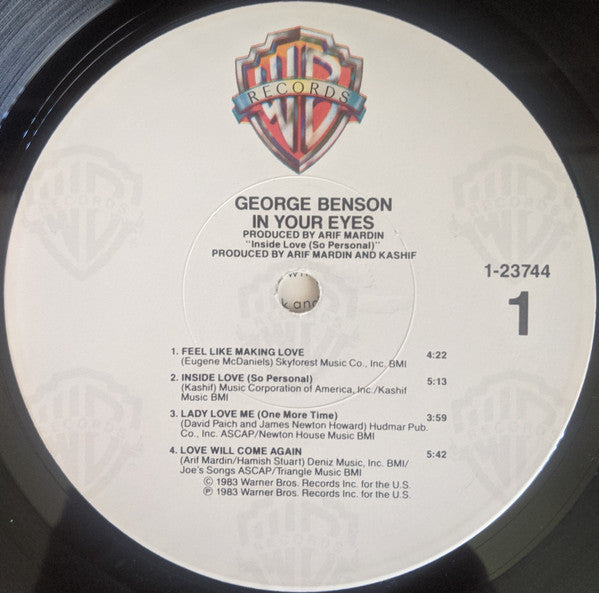 WB
RECORDS
GEORGE BENSON
IN YOUR EYES
PRODUCED BY ARIF MARDIN
"Inside Love (So Personal)"
PRODUCED BY ARIF MARDIN AND KASHIF
1-23744
1
k and
1. FEEL LIKE MAKING LOVE 4:22
(Eugene McDaniels) Skyforest Music Co., Inc. BMI
2. INSIDE LOVE (So Personal) 5:13
(Kashif) Music Corporation of America, Inc./Kashif
Music BMI
3. LADY LOVE ME (One More Time) 3:59
(David Paich and James Newton Howard) Hudmar Pub.
Co., Inc. ASCAP/Newton House Music BMI
4. LOVE WILL COME AGAIN 5:42
(Arif Mardin/Hamish Stuart) Deniz Music, Inc. BMI/
Joe's Songs ASCAP/Triangle Music BMI
© 1983 Warner Bros. Records Inc. for the U.S.
℗ 1983 Warner Bros. Records Inc. for the U.S.